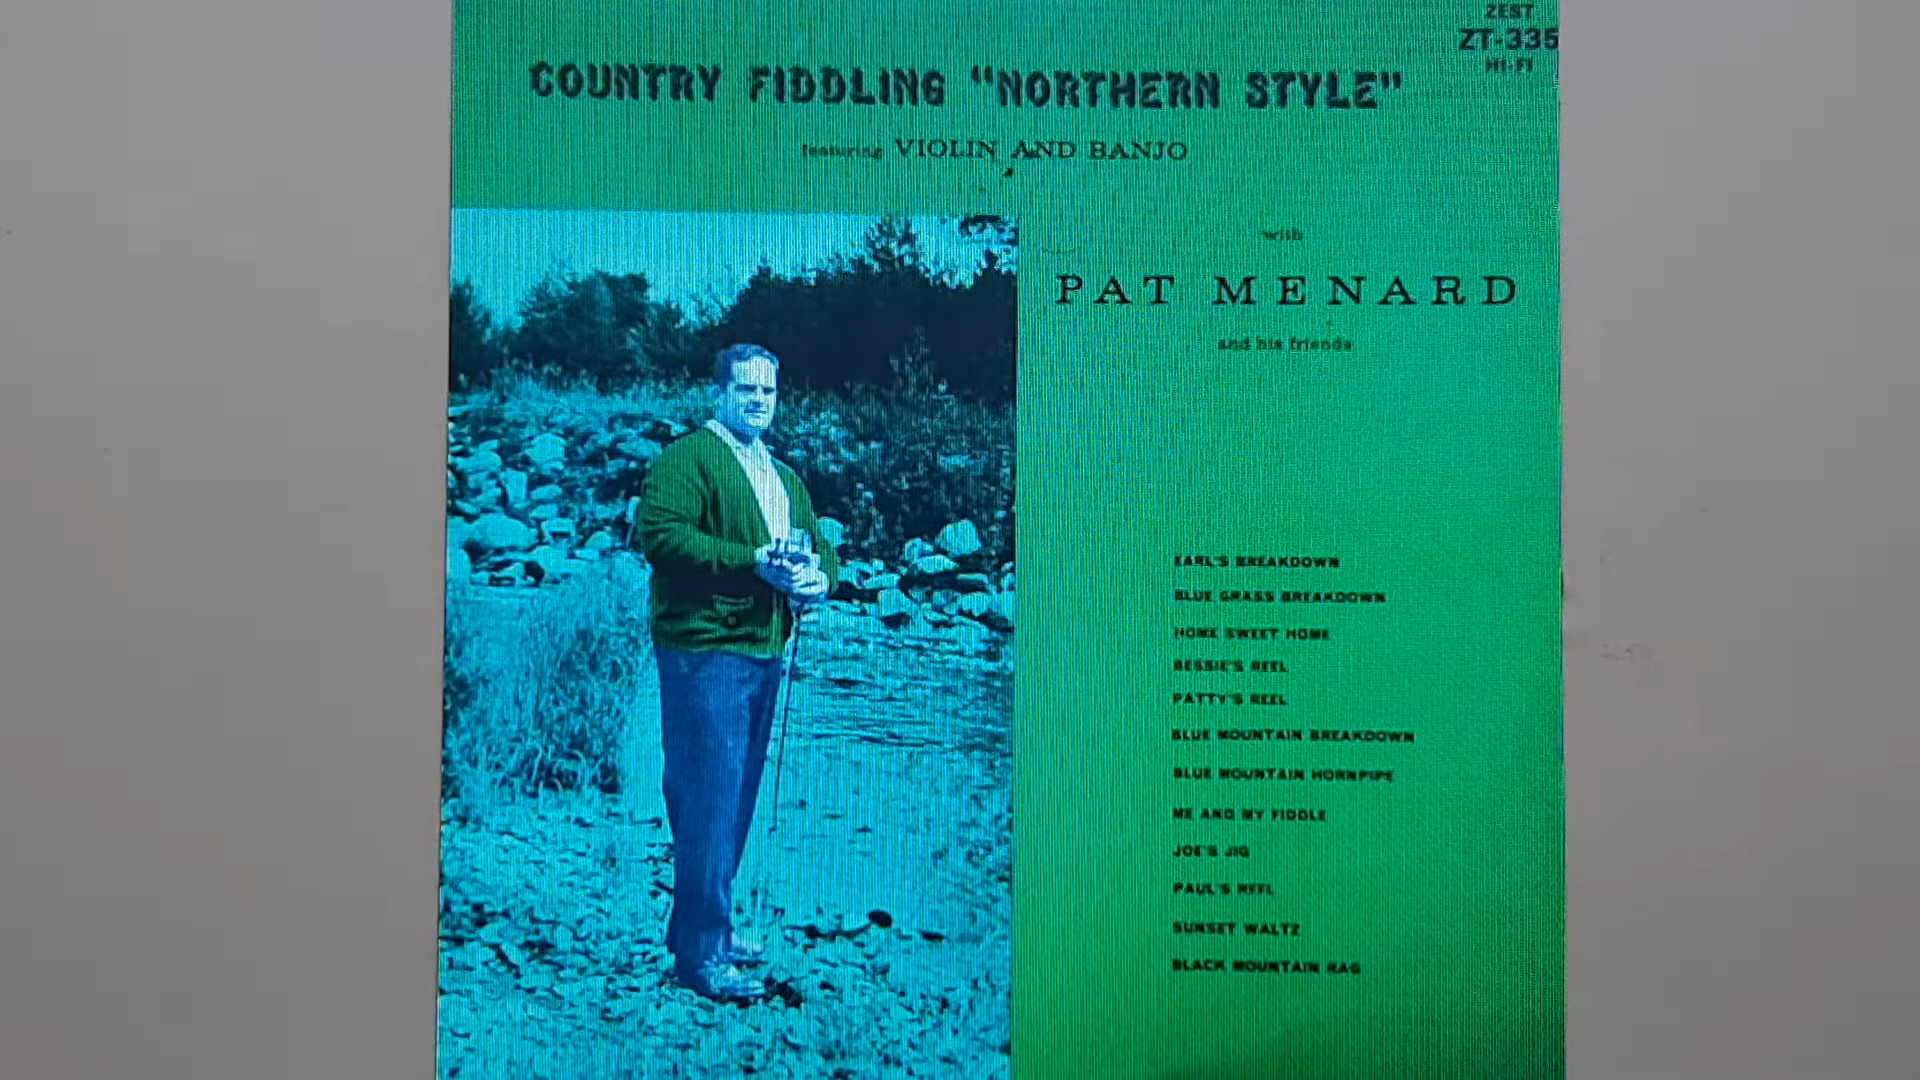 ZEST
ZT-335
HI-FI
COUNTRY FIDDLING "NORTHERN STYLE"
featuring VIOLIN AND BANJO
with
PAT MENARD
and his friends
EARL'S BREAKDOWN
BLUE GRASS BREAKDOWN
HOME SWEET HOME
BESSIE'S REEL
PATTY'S REEL
BLUE MOUNTAIN BREAKDOWN
BLUE MOUNTAIN HORNPIPE
ME AND MY FIDDLE
JOE'S JIG
PAUL'S REEL
SUNSET WALTZ
BLACK MOUNTAIN RAG